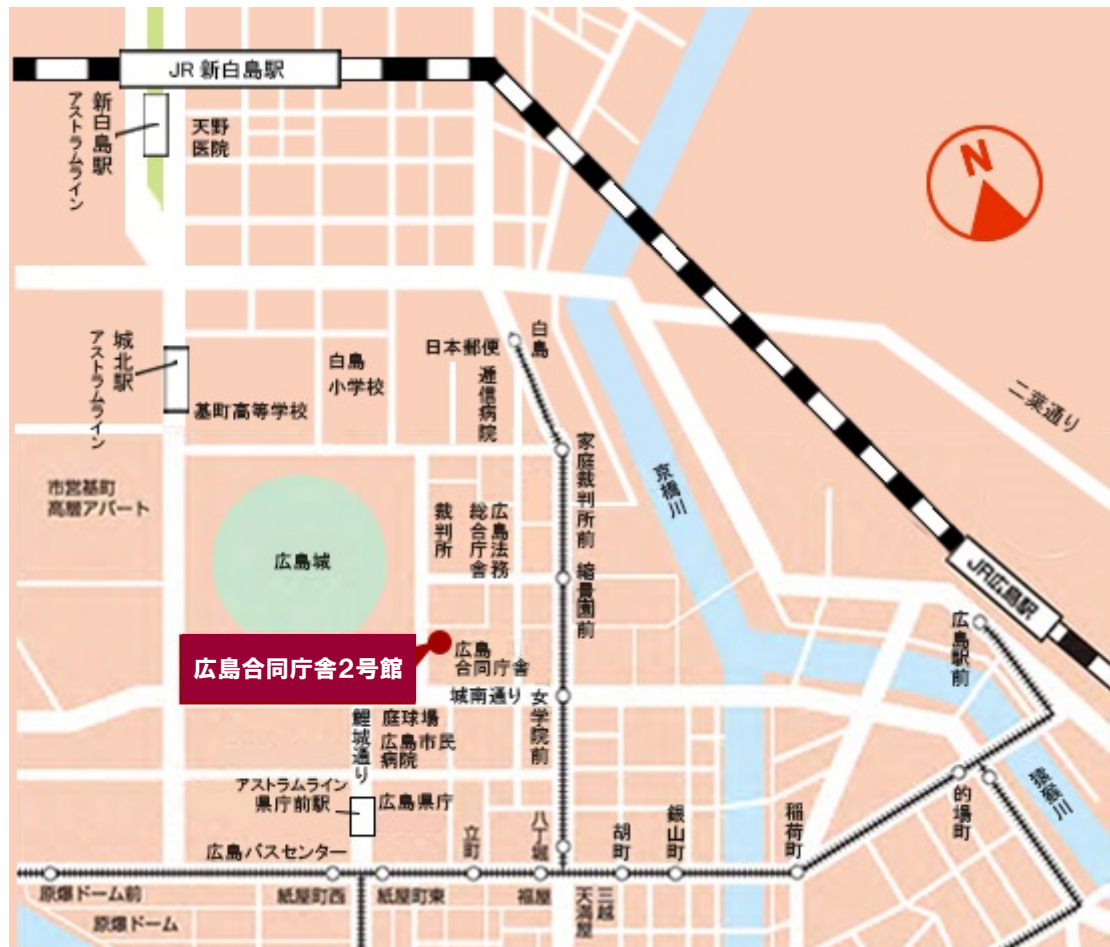 JR 新白島駅
新白島駅
アストラムライン
天野
医院
N
城北駅
アストラムライン
白島
小学校
基町高等学校
日本郵便
白島
逓信病院
家庭裁判所前
京橋川
二葉通り
市営基町
高層アパート
広島城
裁判所
広島法務
総合庁舎
縮景園前
JR広島駅
広島駅前
広島合同庁舎2号館
広島
合同庁舎
城南通り
女学院前
鯉城通り
庭球場
広島市民
病院
アストラムライン
県庁前駅
広島県庁
広島バスセンター
立町
八丁堀
胡町
銀山町
稲荷町
的場町
猿猴川
原爆ドーム前
紙屋町西
紙屋町東
福屋
三越
天満屋
原爆ドーム